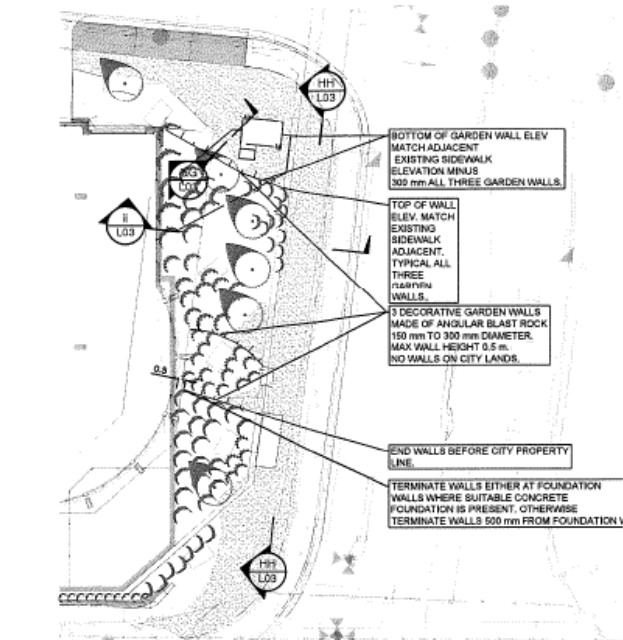 HH
L03
BOTTOM OF GARDEN WALL ELEV
MATCH ADJACENT
EXISTING SIDEWALK
ELEVATION MINUS
300 mm ALL THREE GARDEN WALLS.
L03
ii
L03
TOP OF WALL
ELEV. MATCH
EXISTING
SIDEWALK
ADJACENT.
TYPICAL ALL
THREE
GARDEN
WALLS.
3 DECORATIVE GARDEN WALLS
MADE OF ANGULAR BLAST ROCK
150 mm TO 300 mm DIAMETER.
MAX WALL HEIGHT 0.5 m.
NO WALLS ON CITY LANDS.
END WALLS BEFORE CITY PROPERTY
LINE.
TERMINATE WALLS EITHER AT FOUNDATION
WALLS WHERE SUITABLE CONCRETE
FOUNDATION IS PRESENT. OTHERWISE
TERMINATE WALLS 500 mm FROM FOUNDATION W
HH
L03